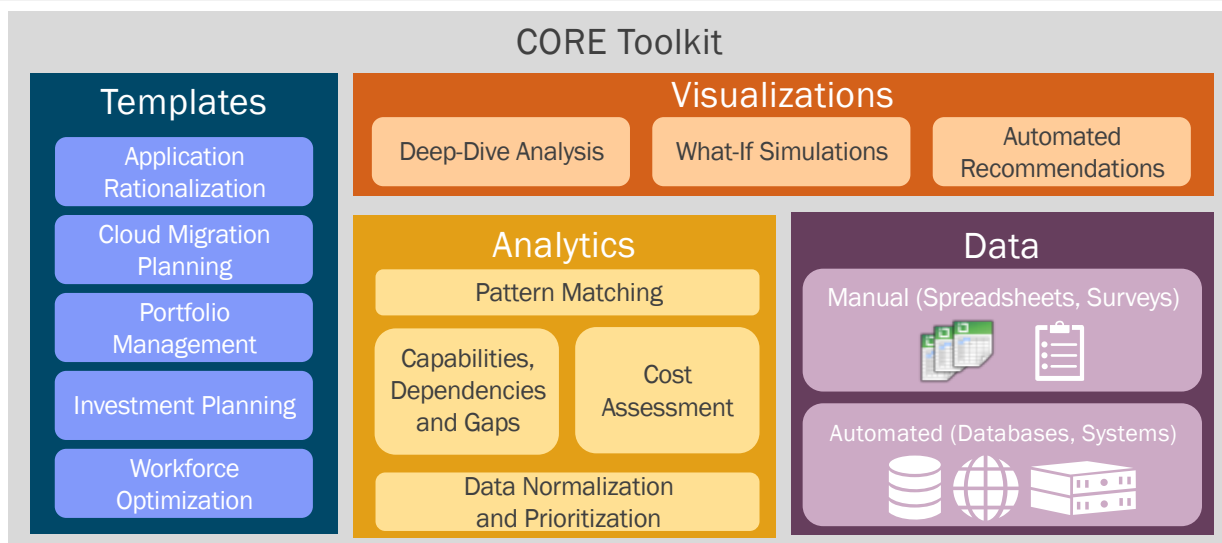 CORE Toolkit
Templates
Application
Rationalization
Cloud Migration
Planning
Portfolio
Management
Investment Planning
Workforce
Optimization
Visualizations
Deep-Dive Analysis
What-If Simulations
Automated
Recommendations
Analytics
Pattern Matching
Capabilities,
Dependencies
and Gaps
Cost
Assessment
Data Normalization
and Prioritization
Data
Manual (Spreadsheets, Surveys)
Automated (Databases, Systems)